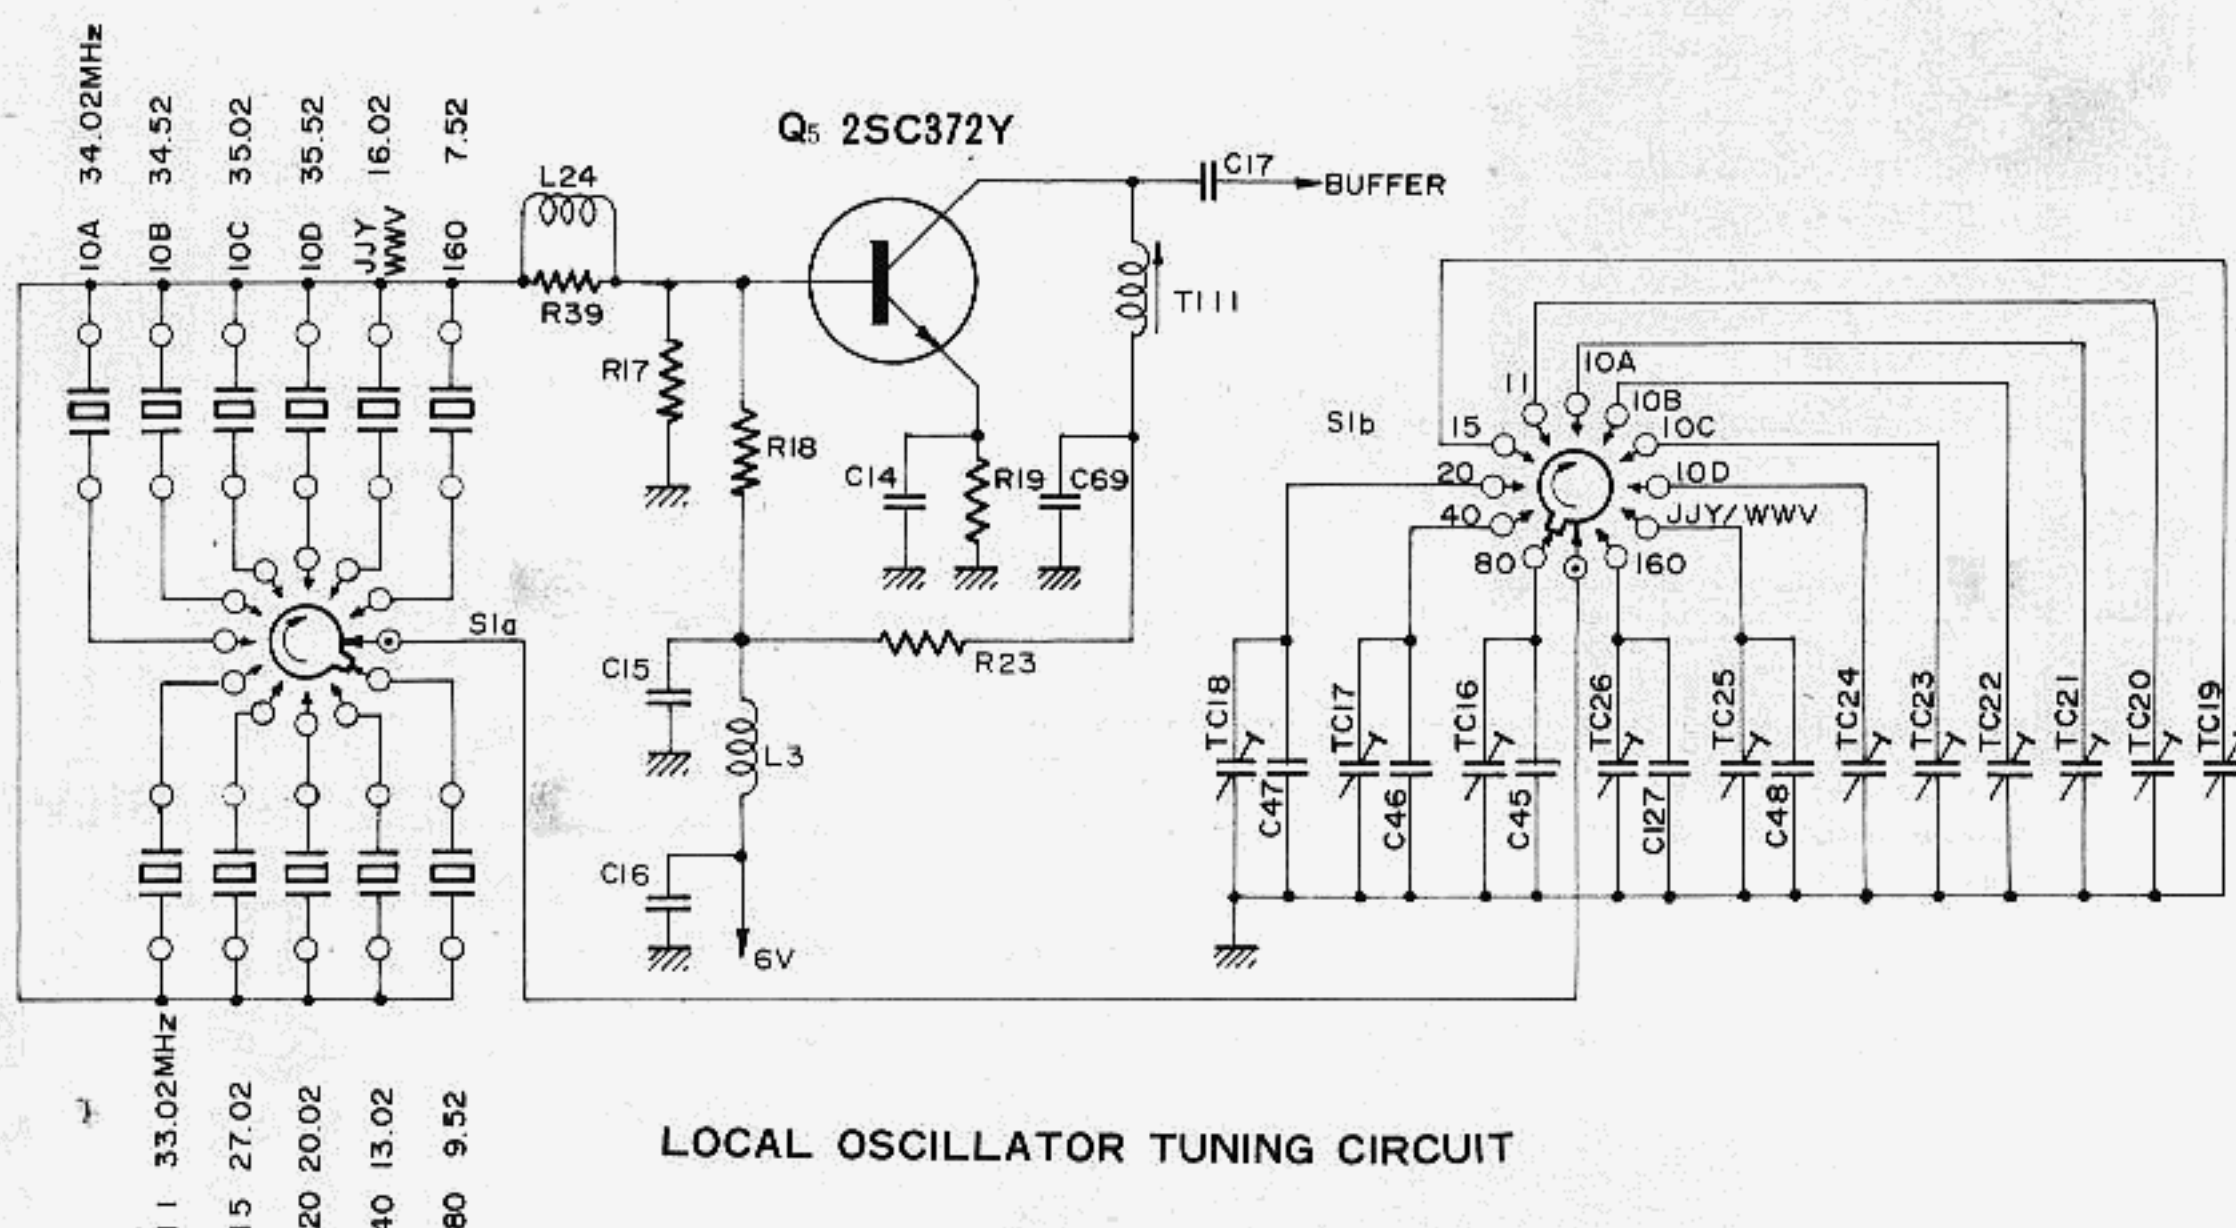 10A 34.02MHz
10B 34.52
10C 35.02
10D 35.52
JJY
WWV 16.02
160 7.52
L24
R39
Q5 2SC372Y
C17
BUFFER
T111
R17
R18
C14
R19
C69
S1a
C15
R23
L3
C16
6V
S1b
11
10A
10B
15
10C
20
10D
40
JJY/WWV
80
160
TC18
C47
TC17
C46
TC16
C45
TC26
C127
TC25
C48
TC24
TC23
TC22
TC21
TC20
TC19
11 33.02MHz
15 27.02
20 20.02
40 13.02
80 9.52
LOCAL OSCILLATOR TUNING CIRCUIT